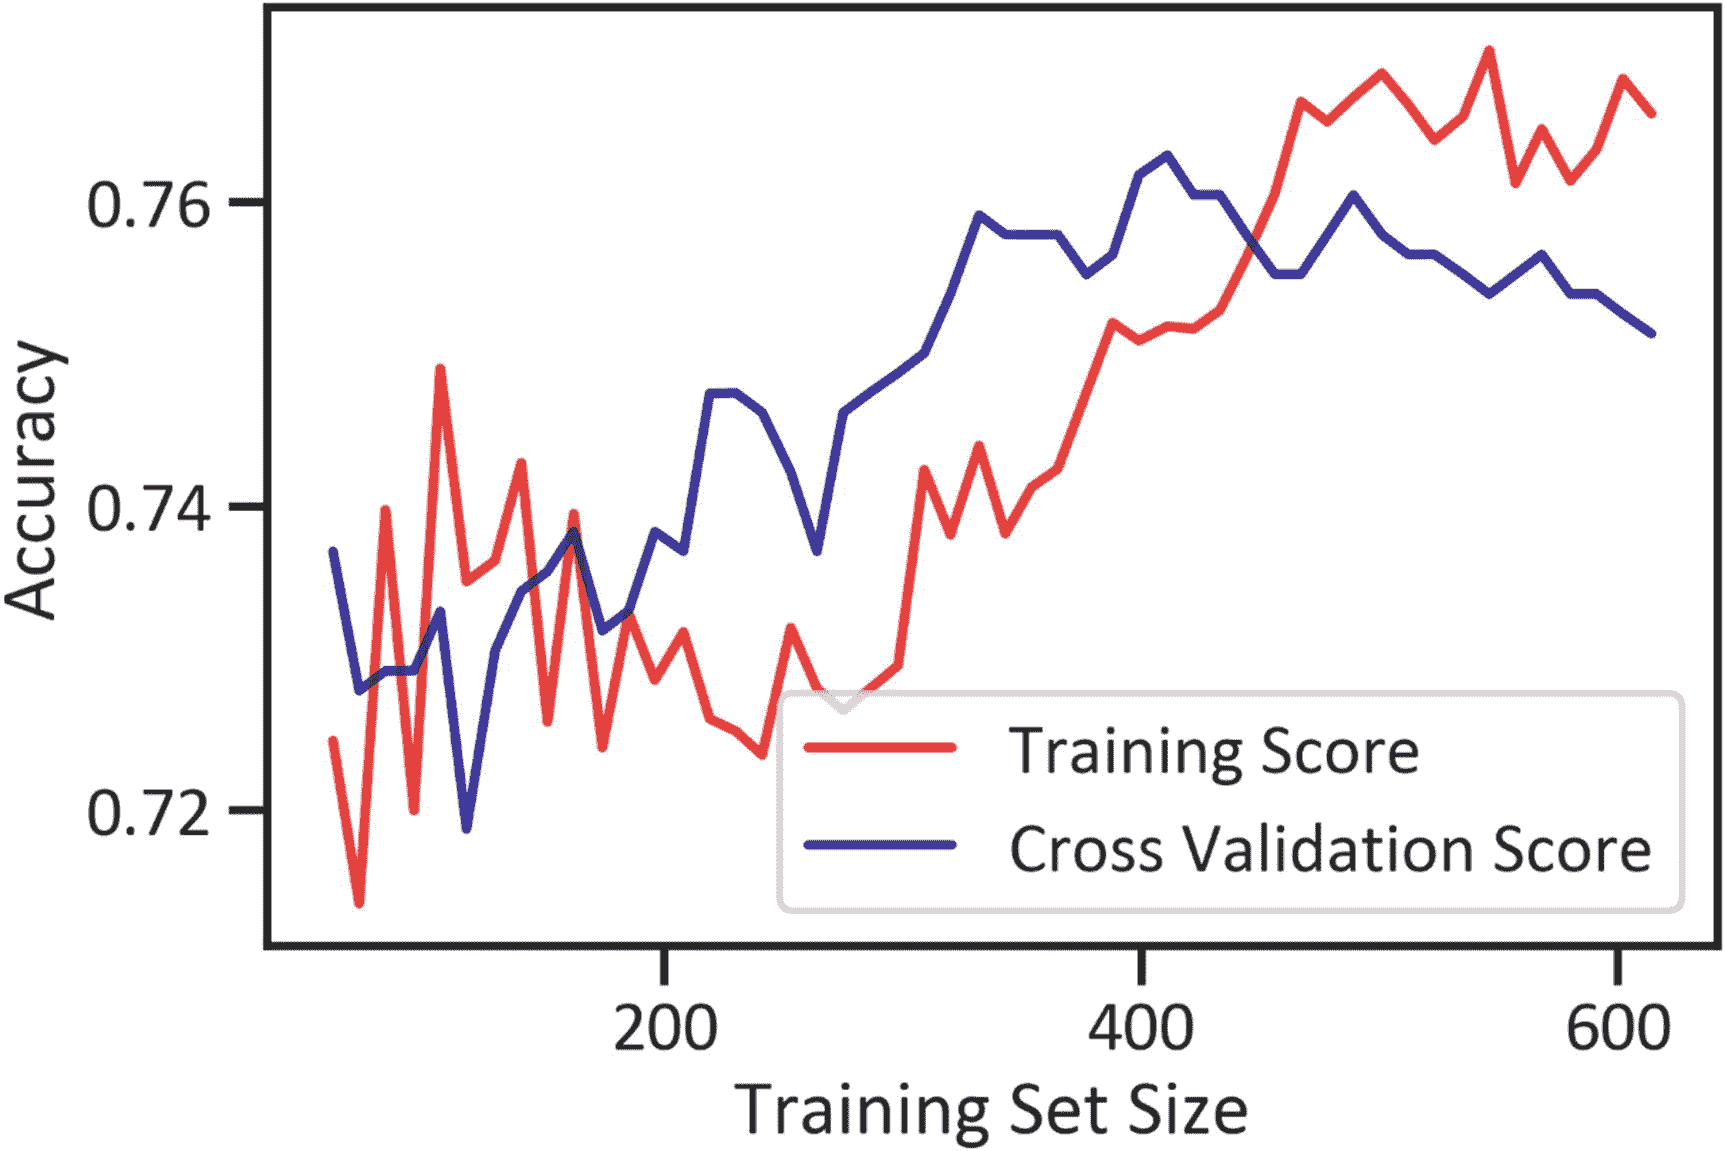 Accuracy
0.76
0.74
0.72
Training Score
Cross Validation Score
200 400 600
Training Set Size